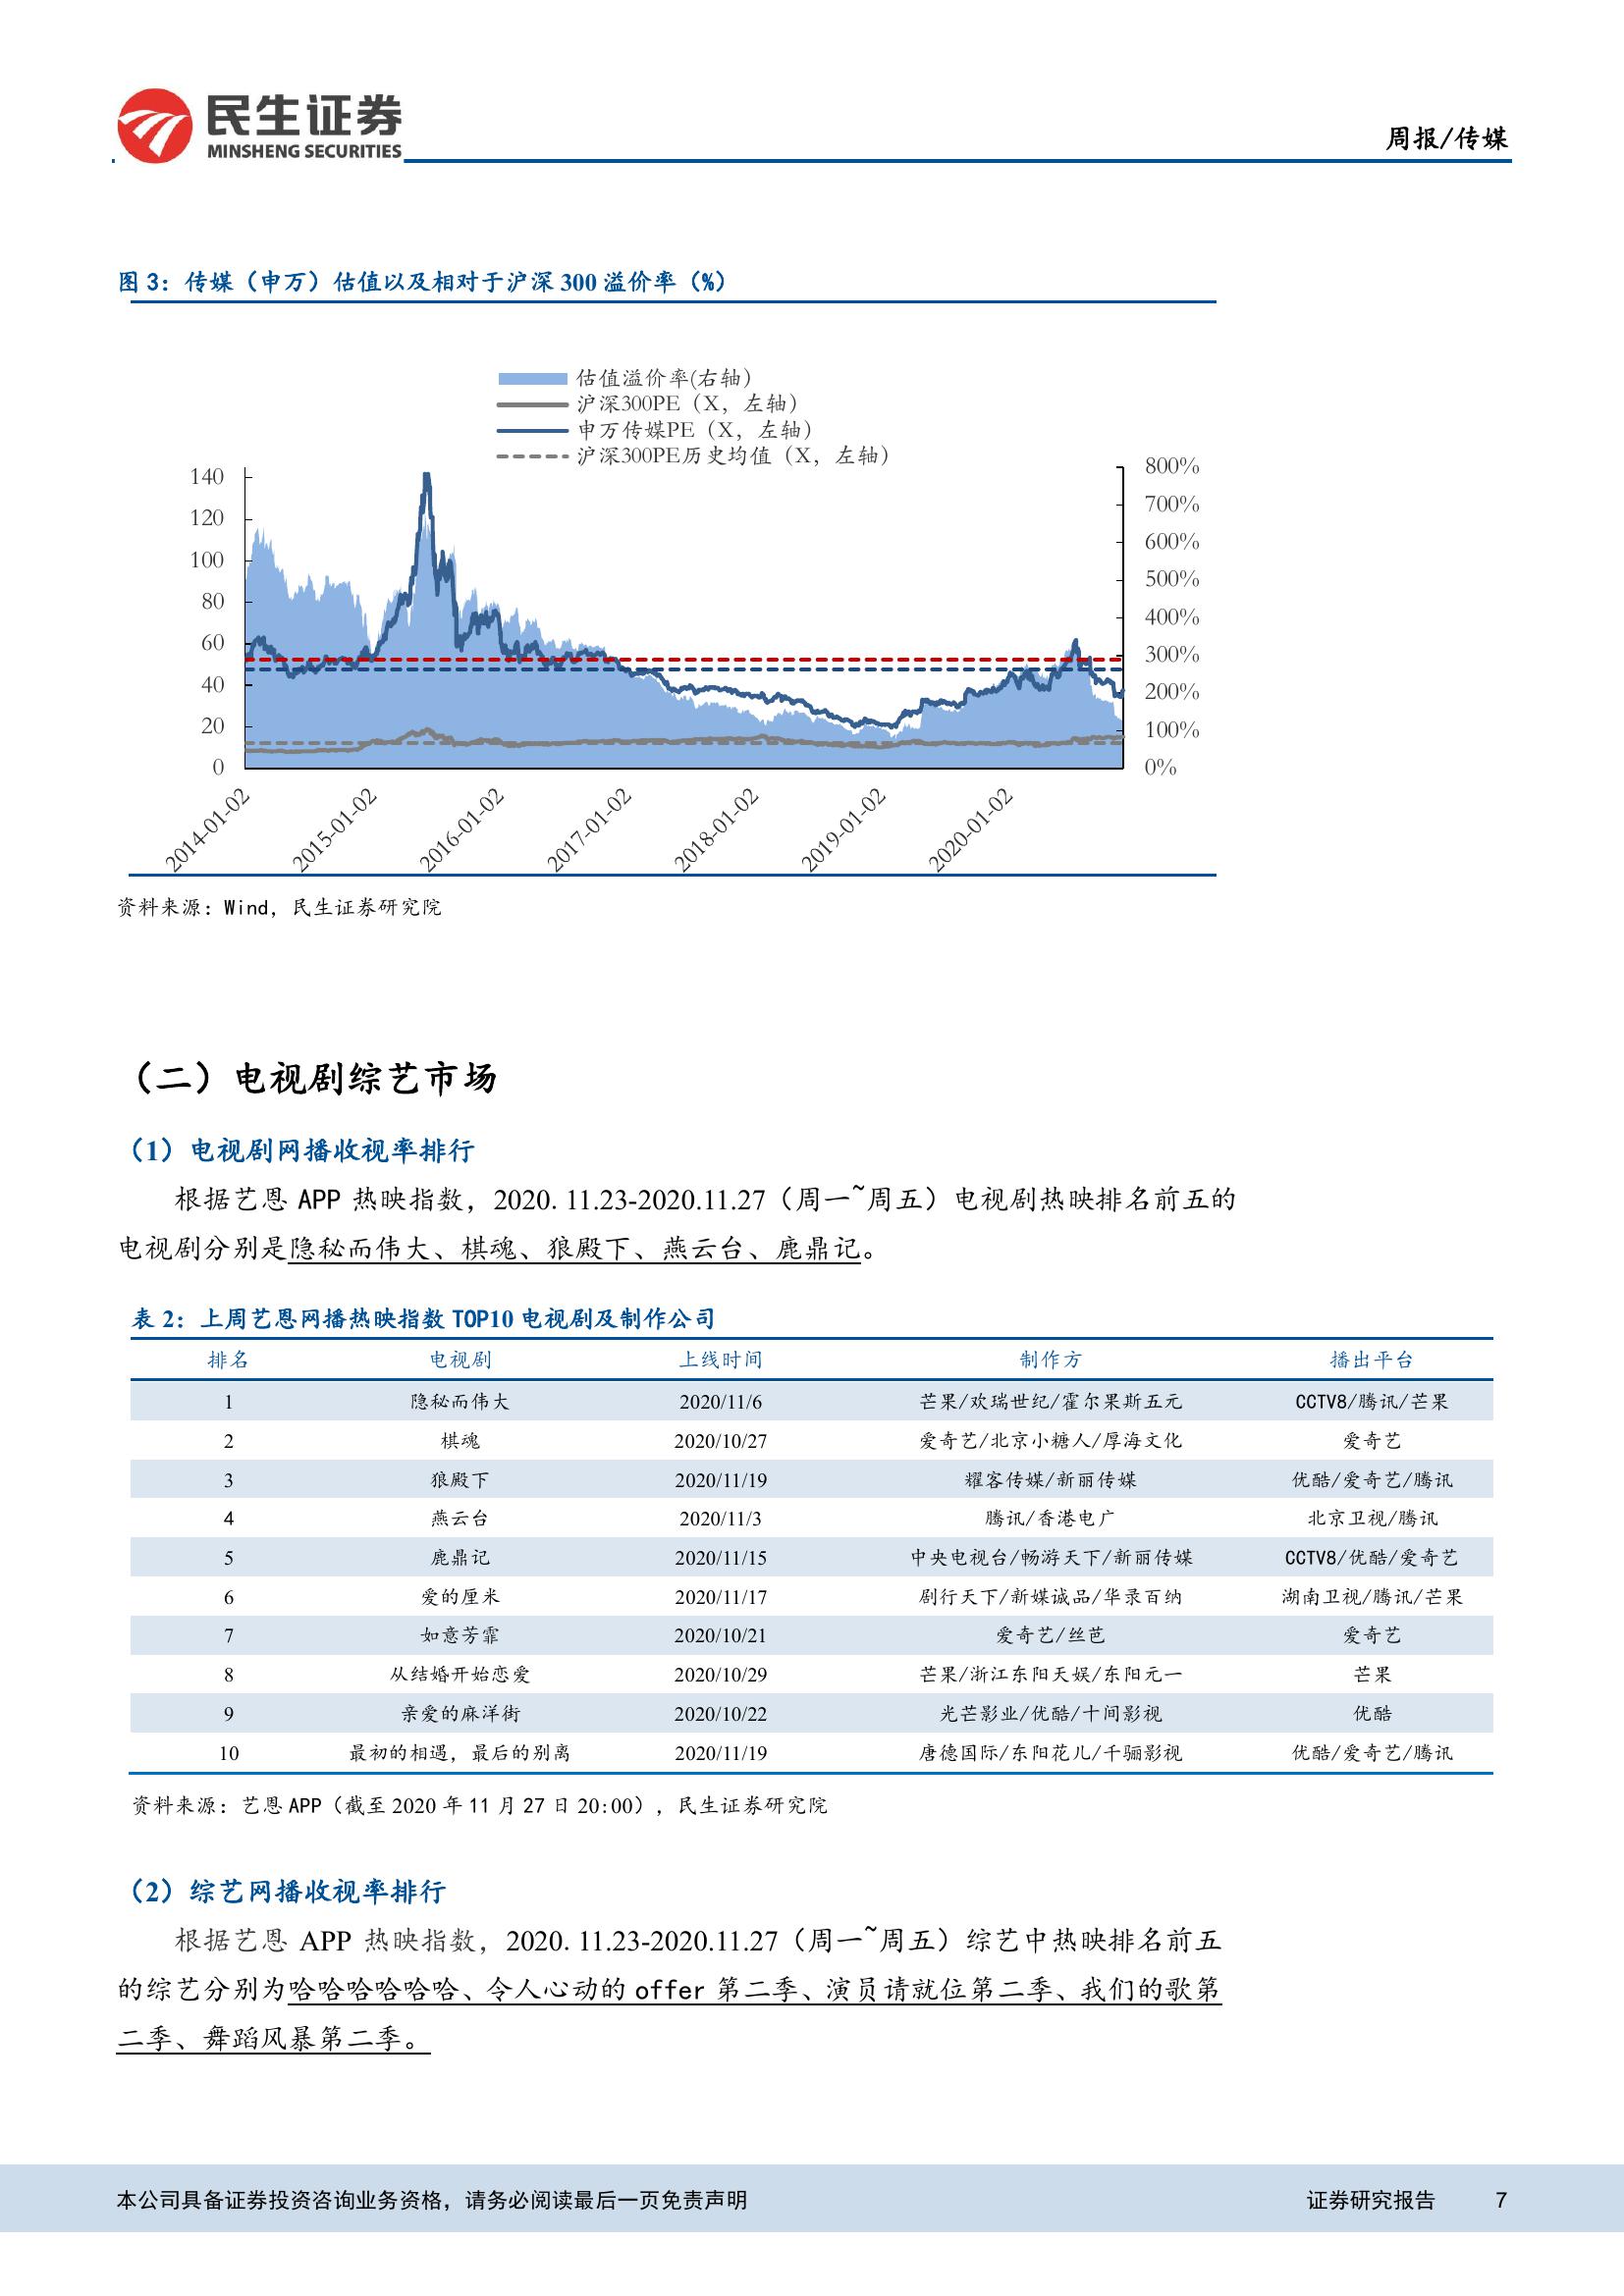 民生证券
MINSHENG SECURITIES
周报/传媒
图 3：传媒（申万）估值以及相对于沪深 300 溢价率（%）
估值溢价率(右轴)
沪深300PE（X，左轴）
申万传媒PE（X，左轴）
沪深300PE历史均值（X，左轴）
140
120
100
80
60
40
20
0
800%
700%
600%
500%
400%
300%
200%
100%
0%
2014-01-02
2015-01-02
2016-01-02
2017-01-02
2018-01-02
2019-01-02
2020-01-02
资料来源：Wind，民生证券研究院
（二）电视剧综艺市场
（1）电视剧网播收视率排行
根据艺恩 APP 热映指数，2020. 11.23-2020.11.27（周一~周五）电视剧热映排名前五的
电视剧分别是隐秘而伟大、棋魂、狼殿下、燕云台、鹿鼎记。
表 2：上周艺恩网播热映指数 TOP10 电视剧及制作公司
排名 电视剧 上线时间 制作方 播出平台
1 隐秘而伟大 2020/11/6 芒果/欢瑞世纪/霍尔果斯五元 CCTV8/腾讯/芒果
2 棋魂 2020/10/27 爱奇艺/北京小糖人/厚海文化 爱奇艺
3 狼殿下 2020/11/19 耀客传媒/新丽传媒 优酷/爱奇艺/腾讯
4 燕云台 2020/11/3 腾讯/香港电广 北京卫视/腾讯
5 鹿鼎记 2020/11/15 中央电视台/畅游天下/新丽传媒 CCTV8/优酷/爱奇艺
6 爱的厘米 2020/11/17 剧行天下/新媒诚品/华录百纳 湖南卫视/腾讯/芒果
7 如意芳霏 2020/10/21 爱奇艺/丝芭 爱奇艺
8 从结婚开始恋爱 2020/10/29 芒果/浙江东阳天娱/东阳元一 芒果
9 亲爱的麻洋街 2020/10/22 光芒影业/优酷/十间影视 优酷
10 最初的相遇，最后的别离 2020/11/19 唐德国际/东阳花儿/千骊影视 优酷/爱奇艺/腾讯
资料来源：艺恩 APP（截至 2020 年 11 月 27 日 20:00），民生证券研究院
（2）综艺网播收视率排行
根据艺恩 APP 热映指数，2020. 11.23-2020.11.27（周一~周五）综艺中热映排名前五
的综艺分别为哈哈哈哈哈哈、令人心动的 offer 第二季、演员请就位第二季、我们的歌第
二季、舞蹈风暴第二季。
本公司具备证券投资咨询业务资格，请务必阅读最后一页免责声明
证券研究报告 7